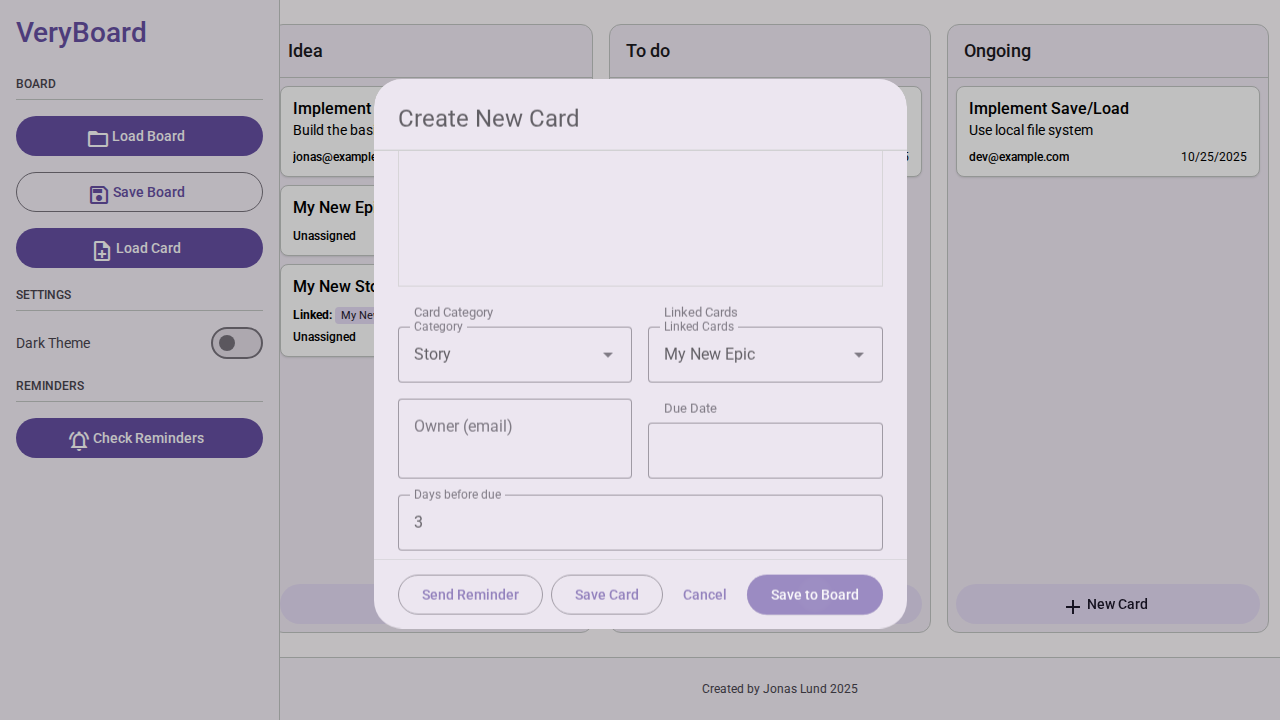 VeryBoard
BOARD
Load Board
Save Board
Load Card
SETTINGS
Dark Theme
REMINDERS
Check Reminders
Idea
Implement
Build the bas
jonas@example
My New Ep
Unassigned
My New Sto
Linked: My Nev
Unassigned
To do
5
Ongoing
Implement Save/Load
Use local file system
dev@example.com 10/25/2025
New Card
Create New Card
Card Category
Category
Story
Linked Cards
Linked Cards
My New Epic
Owner (email)
Due Date
Days before due
3
Send Reminder
Save Card
Cancel
Save to Board
Created by Jonas Lund 2025